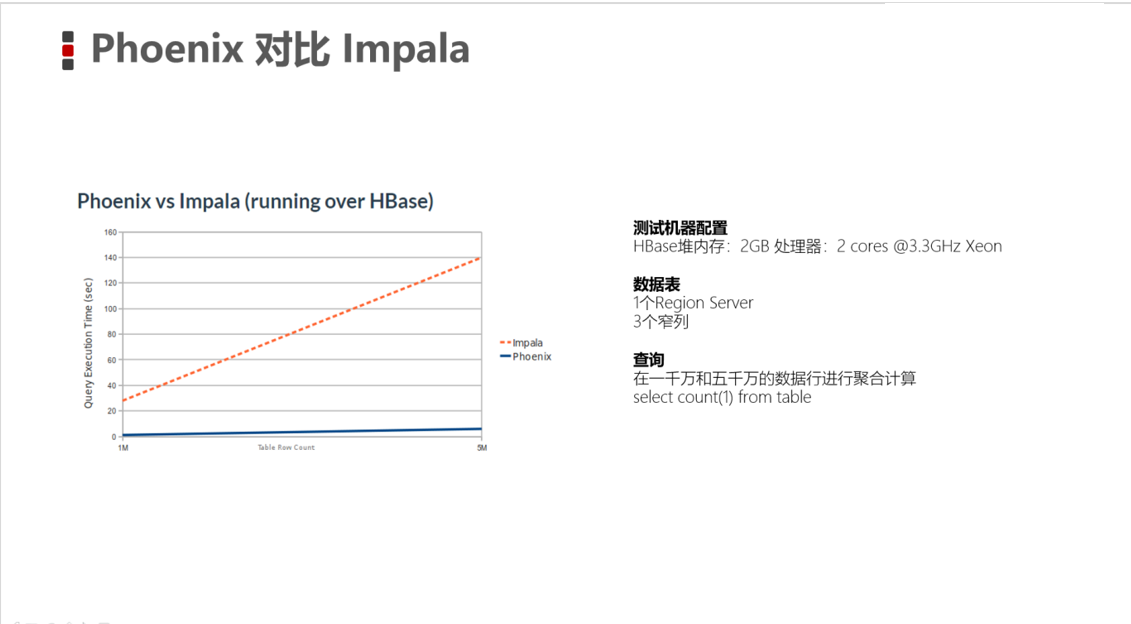 Phoenix 对比 Impala
Phoenix vs Impala (running over HBase)
160
140
120
100
80
60
40
20
0
Query Execution Time (sec)
1M
Table Row Count
5M
Impala
Phoenix
测试机器配置
HBase堆内存：2GB 处理器：2 cores @3.3GHz Xeon
数据表
1个Region Server
3个窄列
查询
在一千万和五千万的数据行进行聚合计算
select count(1) from table